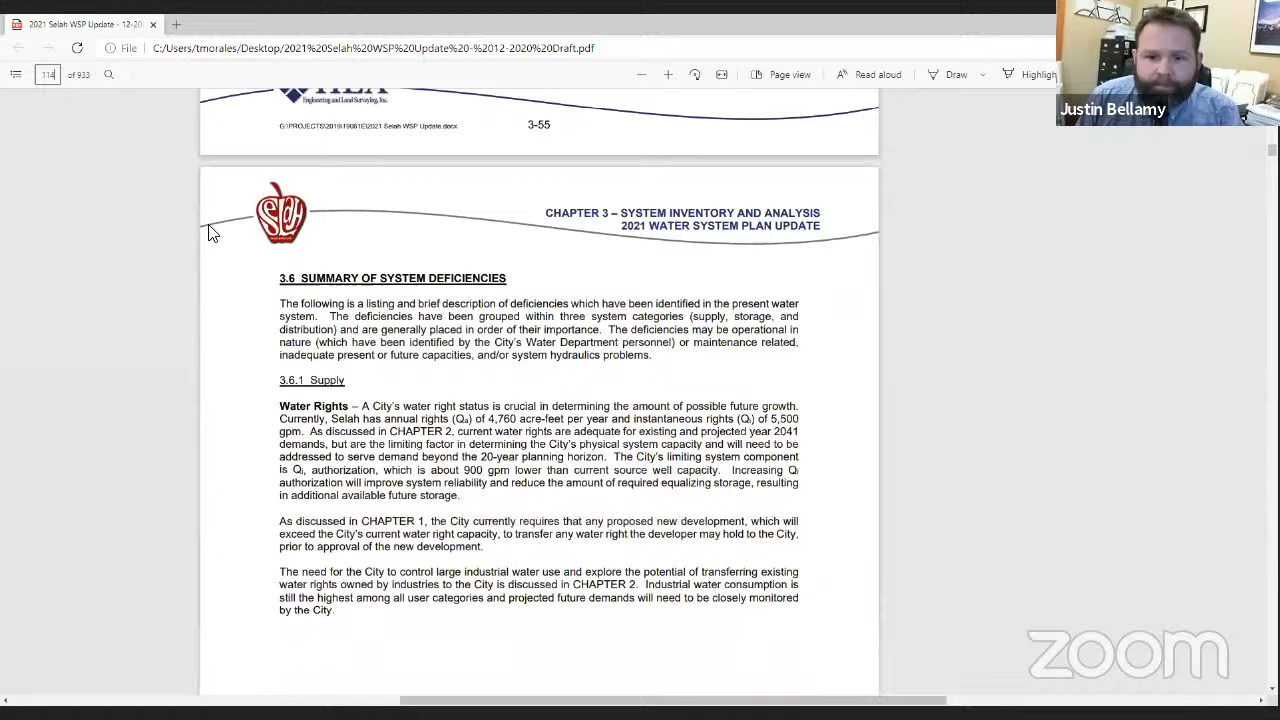 2021 Selah WSP Update - 12-20
File
C:/Users/tmorales/Desktop/2021%20Selah%20WSP%20Update%20-%2012-2020%20Draft.pdf
114 of 933
Page view
Read aloud
Draw
Highligh
Justin Bellamy
HLA
Engineering and Land Surveying, Inc.
G:\PROJECTS\2019\19061E\2021 Selah WSP Update.docx
3-55
SELAH
CHAPTER 3 – SYSTEM INVENTORY AND ANALYSIS
2021 WATER SYSTEM PLAN UPDATE
3.6 SUMMARY OF SYSTEM DEFICIENCIES
The following is a listing and brief description of deficiencies which have been identified in the present water
system. The deficiencies have been grouped within three system categories (supply, storage, and
distribution) and are generally placed in order of their importance. The deficiencies may be operational in
nature (which have been identified by the City's Water Department personnel) or maintenance related,
inadequate present or future capacities, and/or system hydraulics problems.
3.6.1 Supply
Water Rights – A City's water right status is crucial in determining the amount of possible future growth.
Currently, Selah has annual rights (Qa) of 4,760 acre-feet per year and instantaneous rights (Qi) of 5,500
gpm. As discussed in CHAPTER 2, current water rights are adequate for existing and projected year 2041
demands, but are the limiting factor in determining the City's physical system capacity and will need to be
addressed to serve demand beyond the 20-year planning horizon. The City's limiting system component
is Qi, authorization, which is about 900 gpm lower than current source well capacity. Increasing Qi
authorization will improve system reliability and reduce the amount of required equalizing storage, resulting
in additional available future storage.
As discussed in CHAPTER 1, the City currently requires that any proposed new development, which will
exceed the City's current water right capacity, to transfer any water right the developer may hold to the City,
prior to approval of the new development.
The need for the City to control large industrial water use and explore the potential of transferring existing
water rights owned by industries to the City is discussed in CHAPTER 2. Industrial water consumption is
still the highest among all user categories and projected future demands will need to be closely monitored
by the City.
zoom